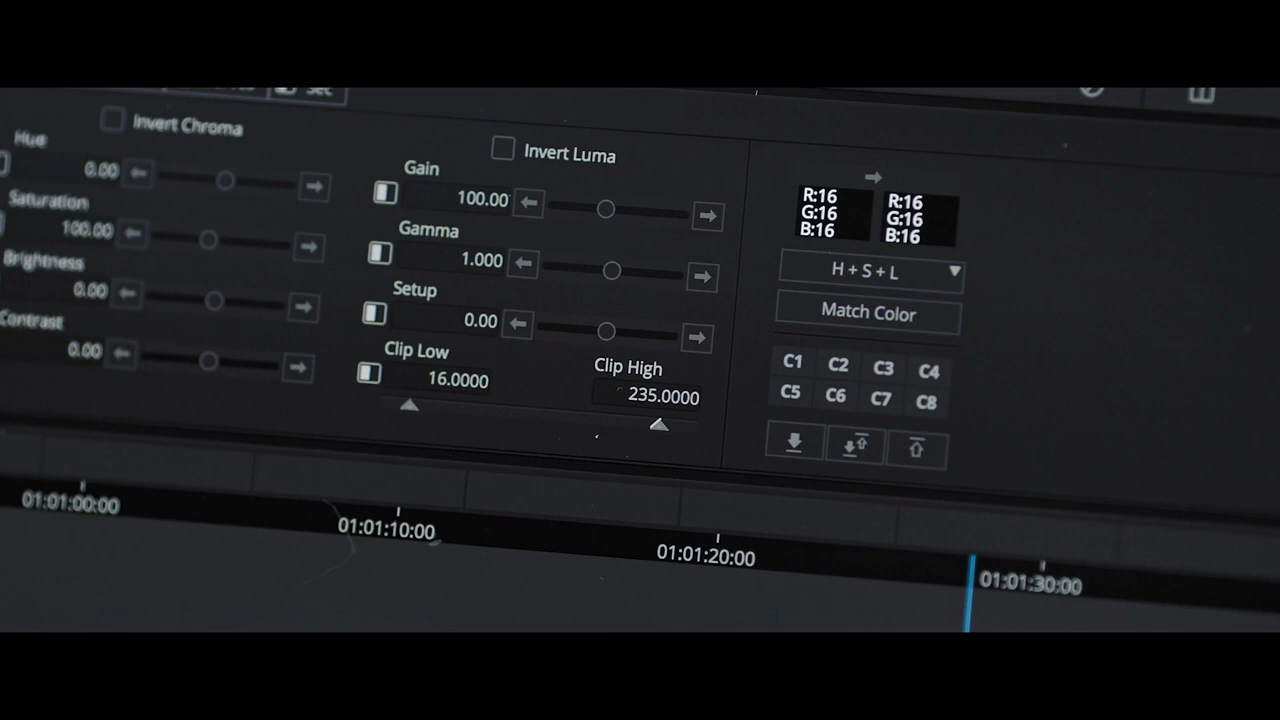 Sec
Invert Chroma
Hue
0.00
Saturation
100.00
Brightness
0.00
Contrast
0.00
Invert Luma
Gain
100.00
Gamma
1.000
Setup
0.00
Clip Low
16.0000
Clip High
235.0000
R:16
G:16
B:16
R:16
G:16
B:16
H + S + L
Match Color
C1 C2 C3 C4
C5 C6 C7 C8
01:01:00:00 01:01:10:00 01:01:20:00 01:01:30:00